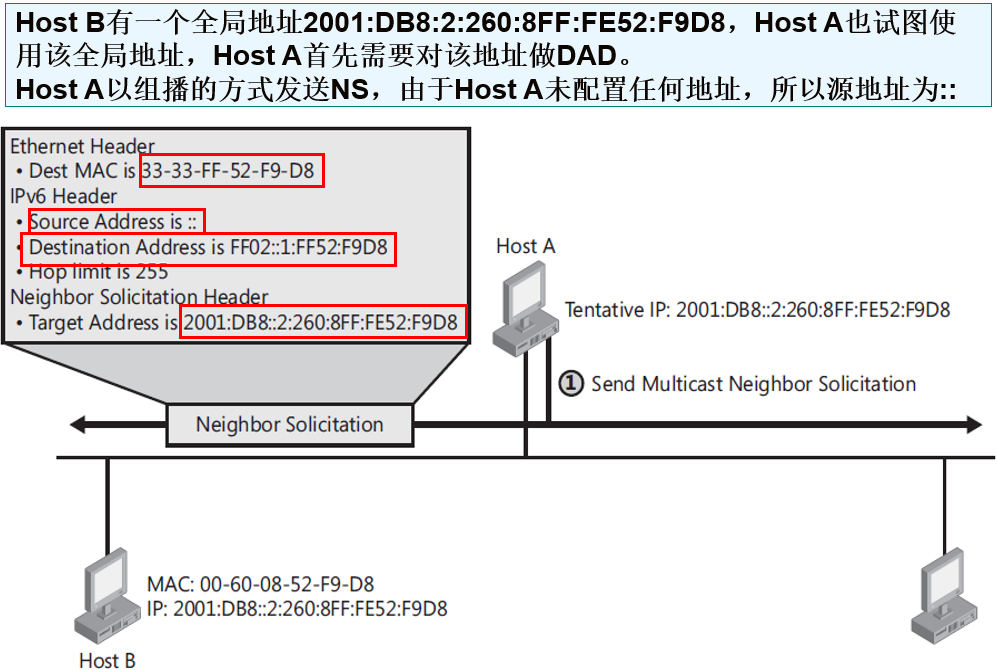 Host B有一个全局地址2001:DB8:2:260:8FF:FE52:F9D8，Host A也试图使
用该全局地址，Host A首先需要对该地址做DAD。
Host A以组播的方式发送NS，由于Host A未配置任何地址，所以源地址为::
Ethernet Header
• Dest MAC is 33-33-FF-52-F9-D8
IPv6 Header
• Source Address is ::
• Destination Address is FF02::1:FF52:F9D8
• Hop limit is 255
Neighbor Solicitation Header
• Target Address is 2001:DB8::2:260:8FF:FE52:F9D8
Host A
Tentative IP: 2001:DB8::2:260:8FF:FE52:F9D8
① Send Multicast Neighbor Solicitation
Neighbor Solicitation
MAC: 00-60-08-52-F9-D8
IP: 2001:DB8::2:260:8FF:FE52:F9D8
Host B